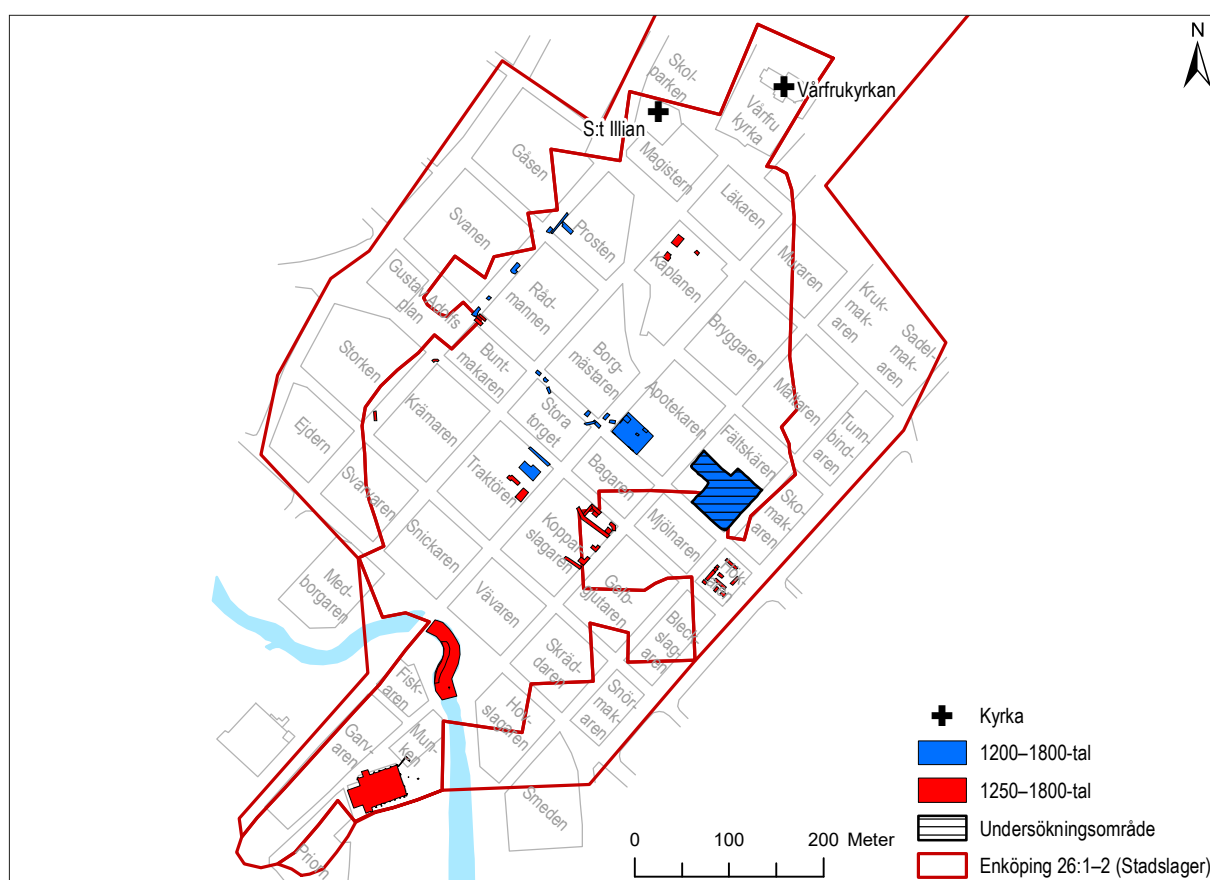 N
Skol-
parken
Vårfrukyrkan
Vårfru
kyrka
S:t Illian
Gåsen
Magistern
Läkaren
Svanen
Prosten
Kaplanen
Muraren
Kruk-
mak-
aren
Sadel-
mak-
aren
Gustav Adolfs
plan
Råd-
mannen
Storken
Bunt-
makaren
Borg-
mästaren
Bryggaren
Mältaren
Tunn-
bind-
aren
Ejdern
Krämaren
Stora
torget
Apotekaren
Fältskären
Svarvaren
Traktören
Bagaren
Sko-
mak-
aren
Snickaren
Koppar-
slagaren
Mjölnaren
Med-
borgaren
Vävaren
Gelb-
gjutaren
Bleck-
slag-
aren
Skräd-
daren
Snör-
mak-
aren
Fisk-
aren
Hov-
slagaren
Garv-
aren
Mun-
ken
Smeden
Priorn
Kyrka
1200–1800-tal
1250–1800-tal
Undersökningsområde
Enköping 26:1–2 (Stadslager)
0 100 200 Meter